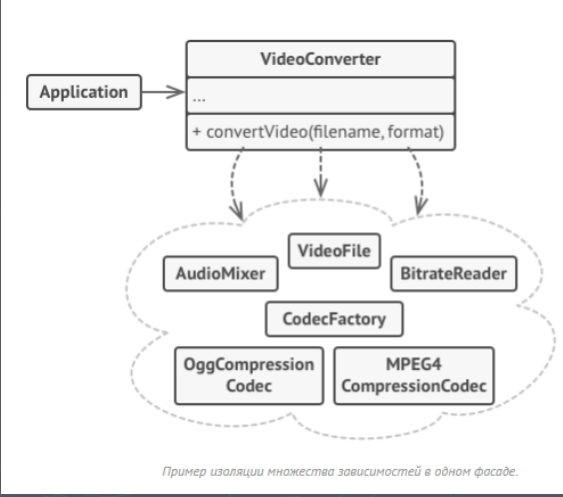 VideoConverter
Application
...
+ convertVideo(filename, format)
VideoFile
AudioMixer
BitrateReader
CodecFactory
OggCompression
Codec
MPEG4
CompressionCodec
Пример изоляции множества зависимостей в одном фасаде.